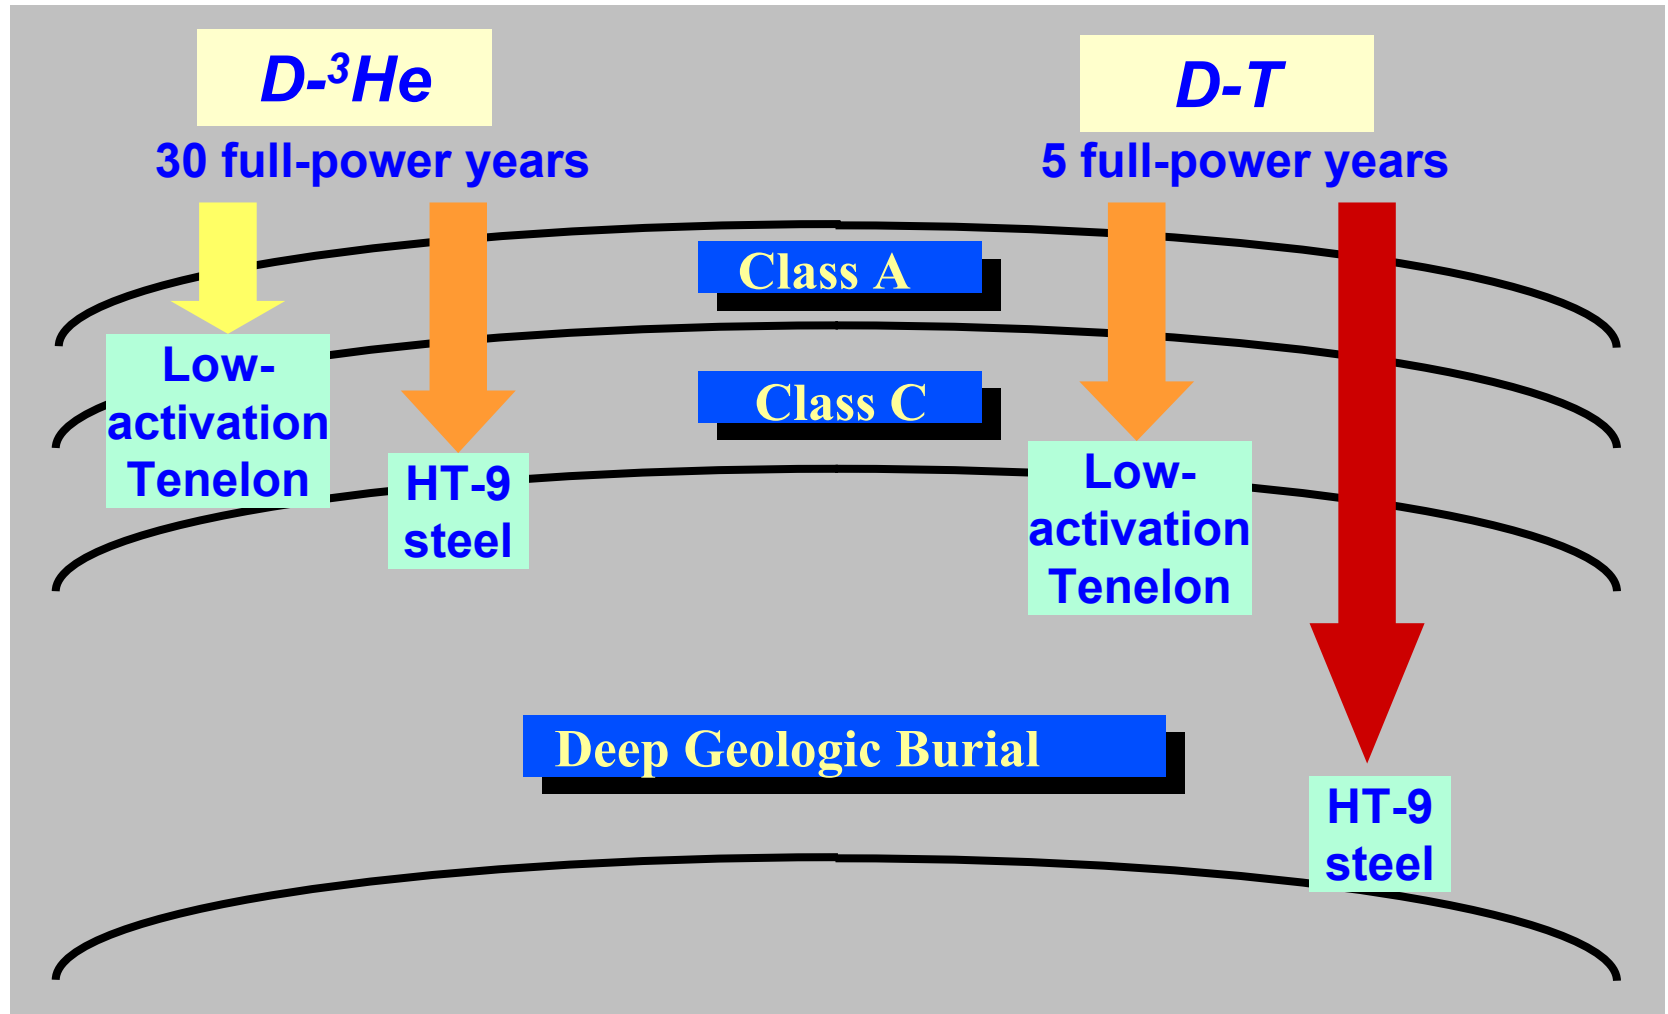 D-³He
30 full-power years
D-T
5 full-power years
Class A
Low-
activation
Tenelon
Class C
HT-9
steel
Low-
activation
Tenelon
Deep Geologic Burial
HT-9
steel